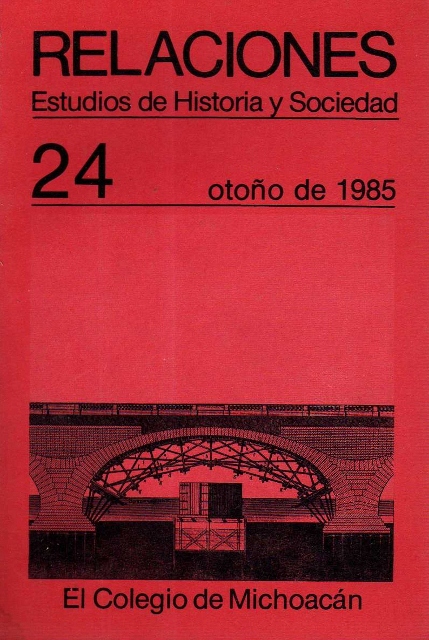 RELACIONES
Estudios de Historia y Sociedad
24
otoño de 1985
El Colegio de Michoacán